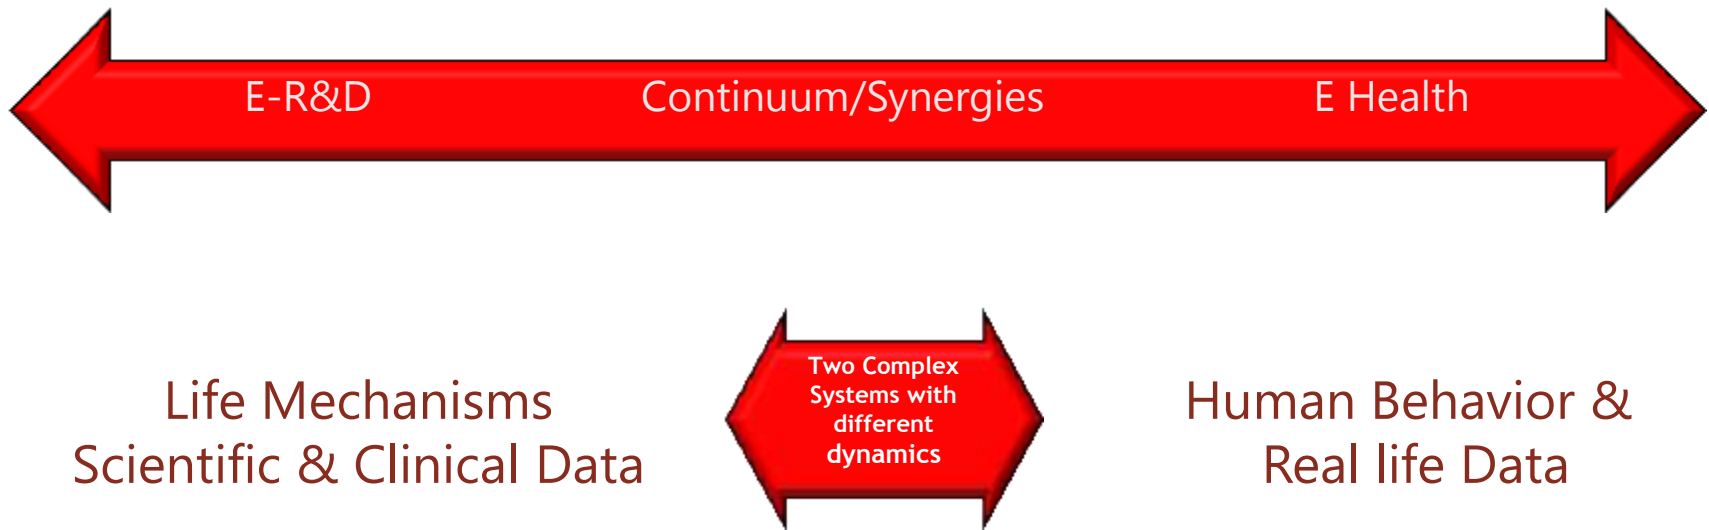 E-R&D Continuum/Synergies E Health
Two Complex
Systems with
different
dynamics
Life Mechanisms
Scientific & Clinical Data
Human Behavior &
Real life Data